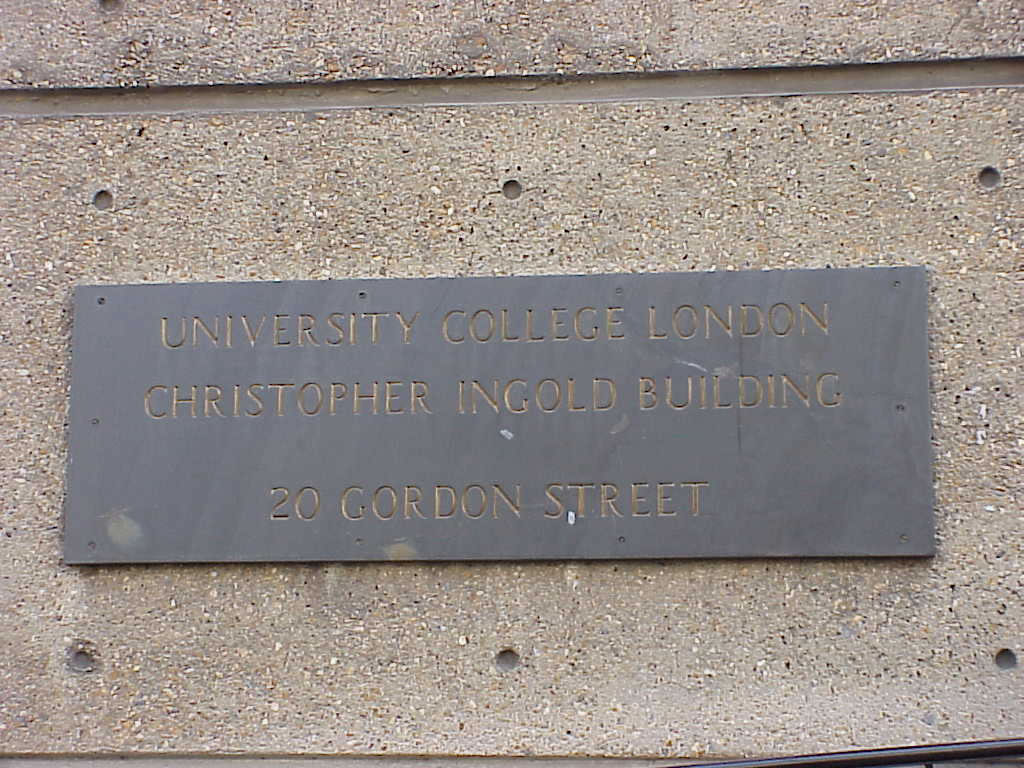 UNIVERSITY COLLEGE LONDON
CHRISTOPHER INGOLD BUILDING
20 GORDON STREET